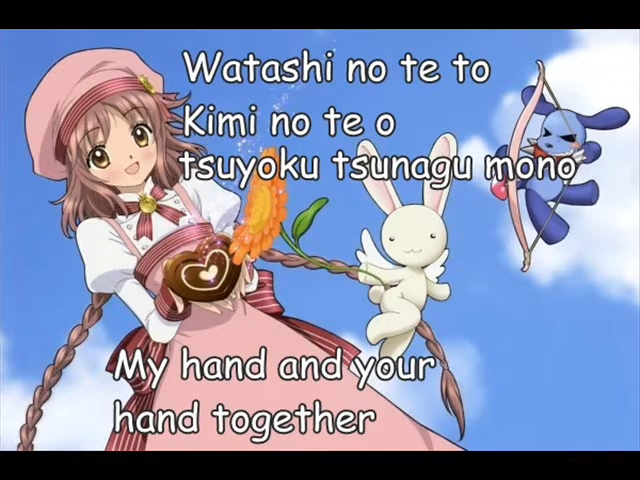 Watashi no te to
Kimi no te o
tsuyoku tsunagu mono
My hand and your
hand together